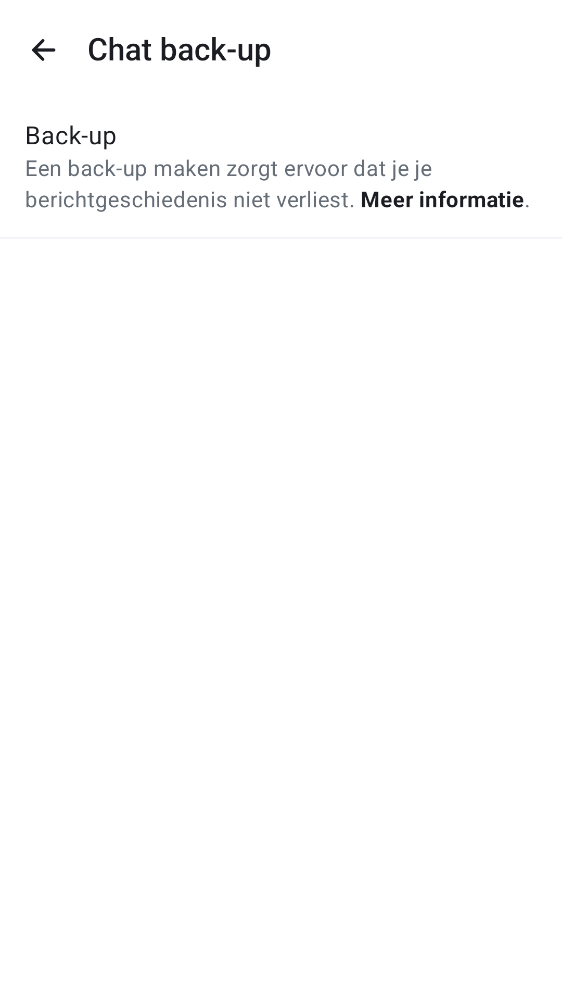 Chat back-up
Back-up
Een back-up maken zorgt ervoor dat je je
berichtgeschiedenis niet verliest. Meer informatie.